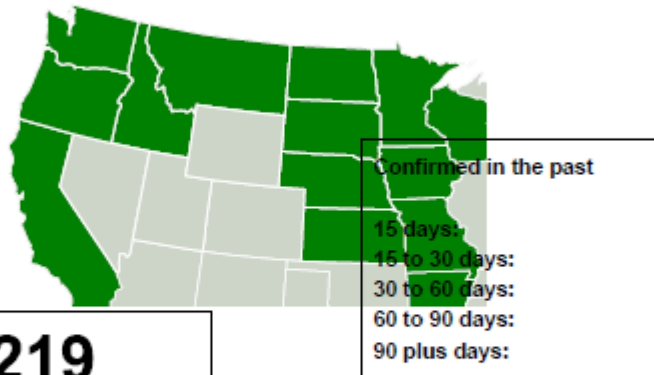 Confirmed in the past
15 days:
15 to 30 days:
30 to 60 days:
60 to 90 days:
90 plus days:
219